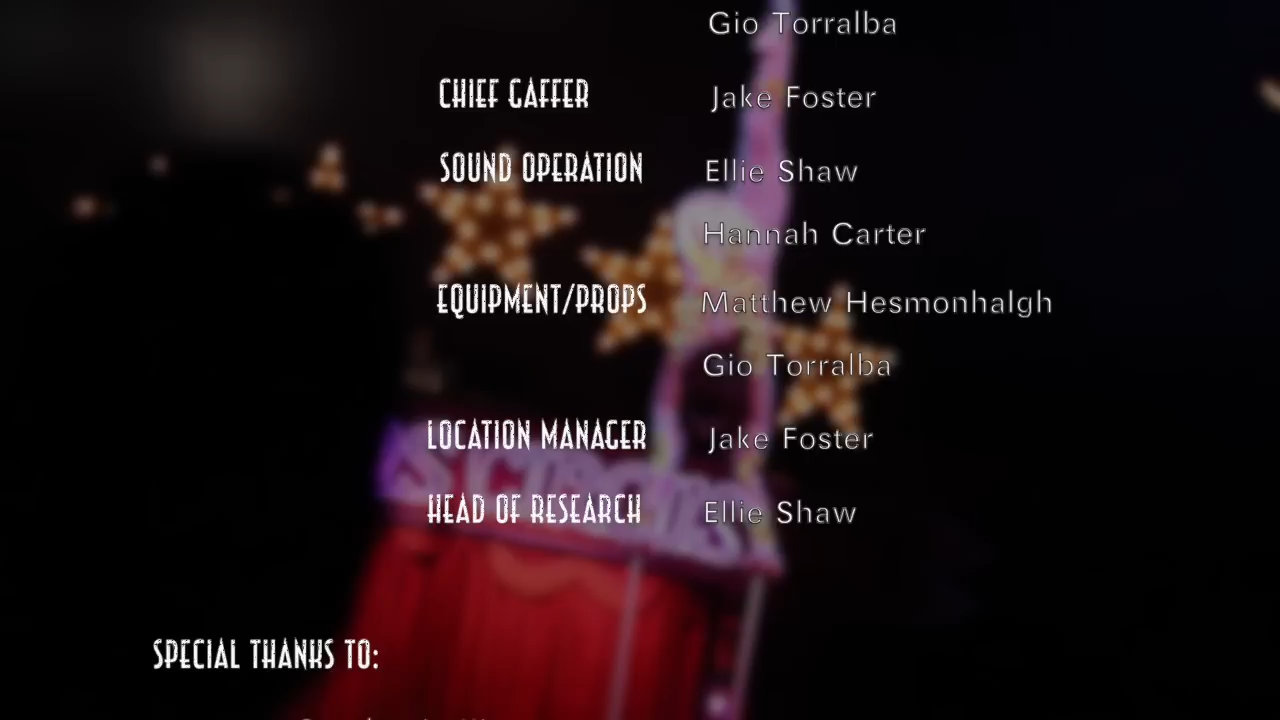 Gio Torralba
CHIEF GAFFER Jake Foster
SOUND OPERATION Ellie Shaw
Hannah Carter
EQUIPMENT/PROPS Matthew Hesmonhalgh
Gio Torralba
LOCATION MANAGER Jake Foster
HEAD OF RESEARCH Ellie Shaw
SPECIAL THANKS TO: